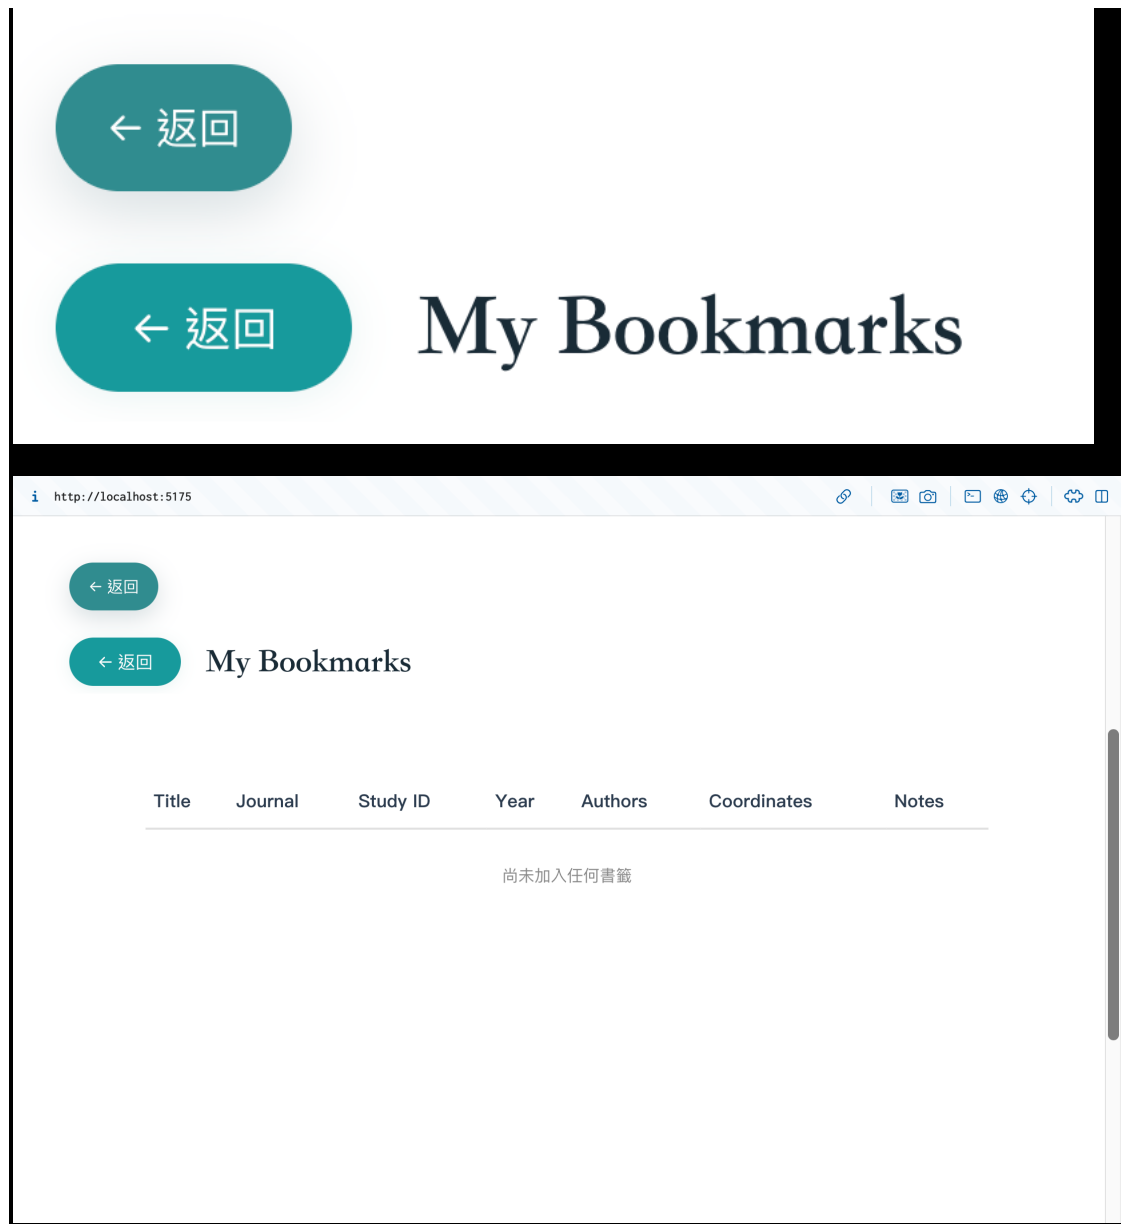 ← 返回
← 返回 My Bookmarks
i http://localhost:5175
← 返回
← 返回 My Bookmarks
Title Journal Study ID Year Authors Coordinates Notes
尚未加入任何書籤